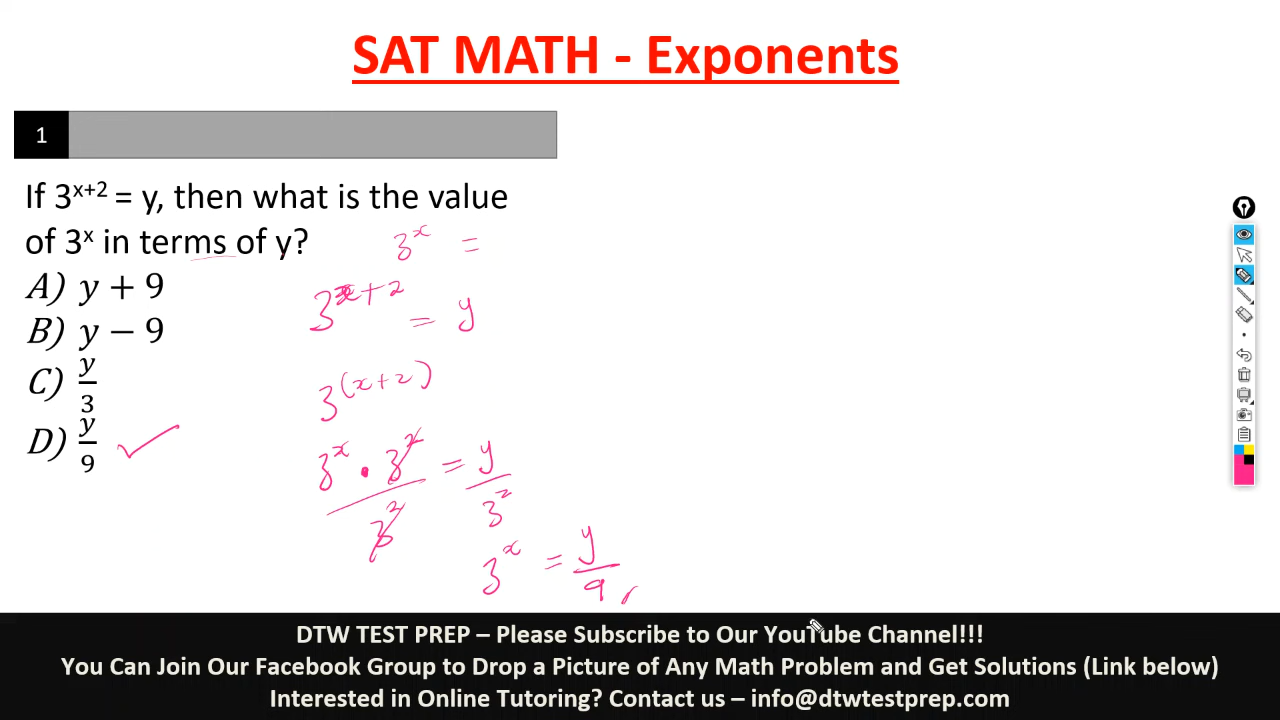 SAT MATH - Exponents
1
If 3^{x+2} = y, then what is the value
of 3^x in terms of y?
3^x =
A) y + 9
3^{x+2} = y
B) y − 9
C) y/3
3^{(x+2)}
D) y/9 ✓
3^x · 3^2 / 3^2 = y / 3^2
3^x = y/9
DTW TEST PREP – Please Subscribe to Our YouTube Channel!!!
You Can Join Our Facebook Group to Drop a Picture of Any Math Problem and Get Solutions (Link below)
Interested in Online Tutoring? Contact us – info@dtwtestprep.com